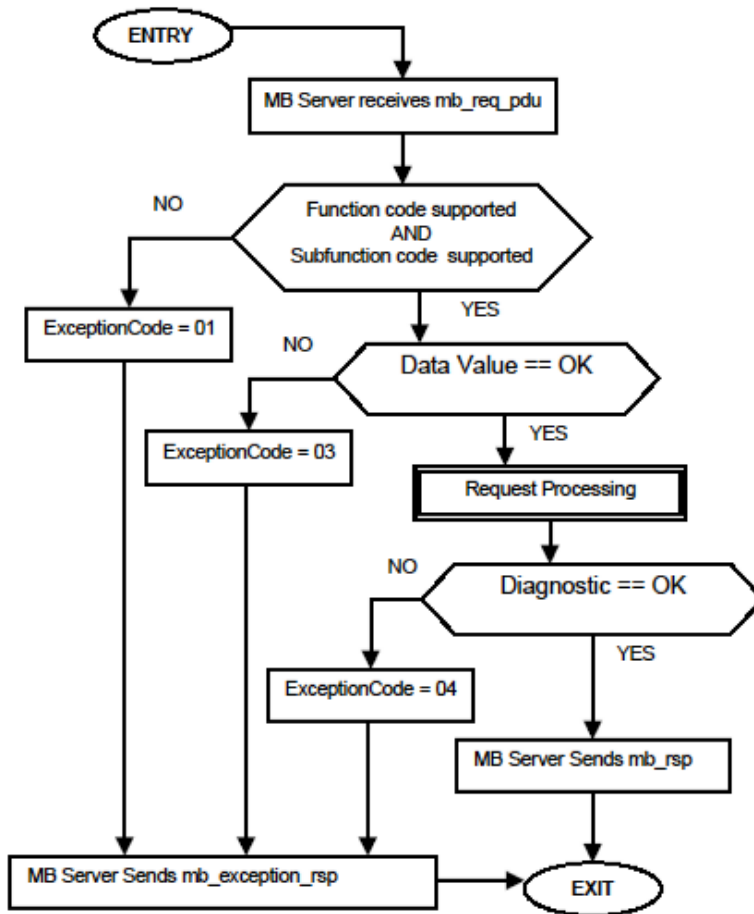 ENTRY
MB Server receives mb_req_pdu
NO
Function code supported
AND
Subfunction code supported
YES
ExceptionCode = 01
NO
Data Value == OK
YES
ExceptionCode = 03
Request Processing
NO
Diagnostic == OK
YES
ExceptionCode = 04
MB Server Sends mb_rsp
MB Server Sends mb_exception_rsp
EXIT